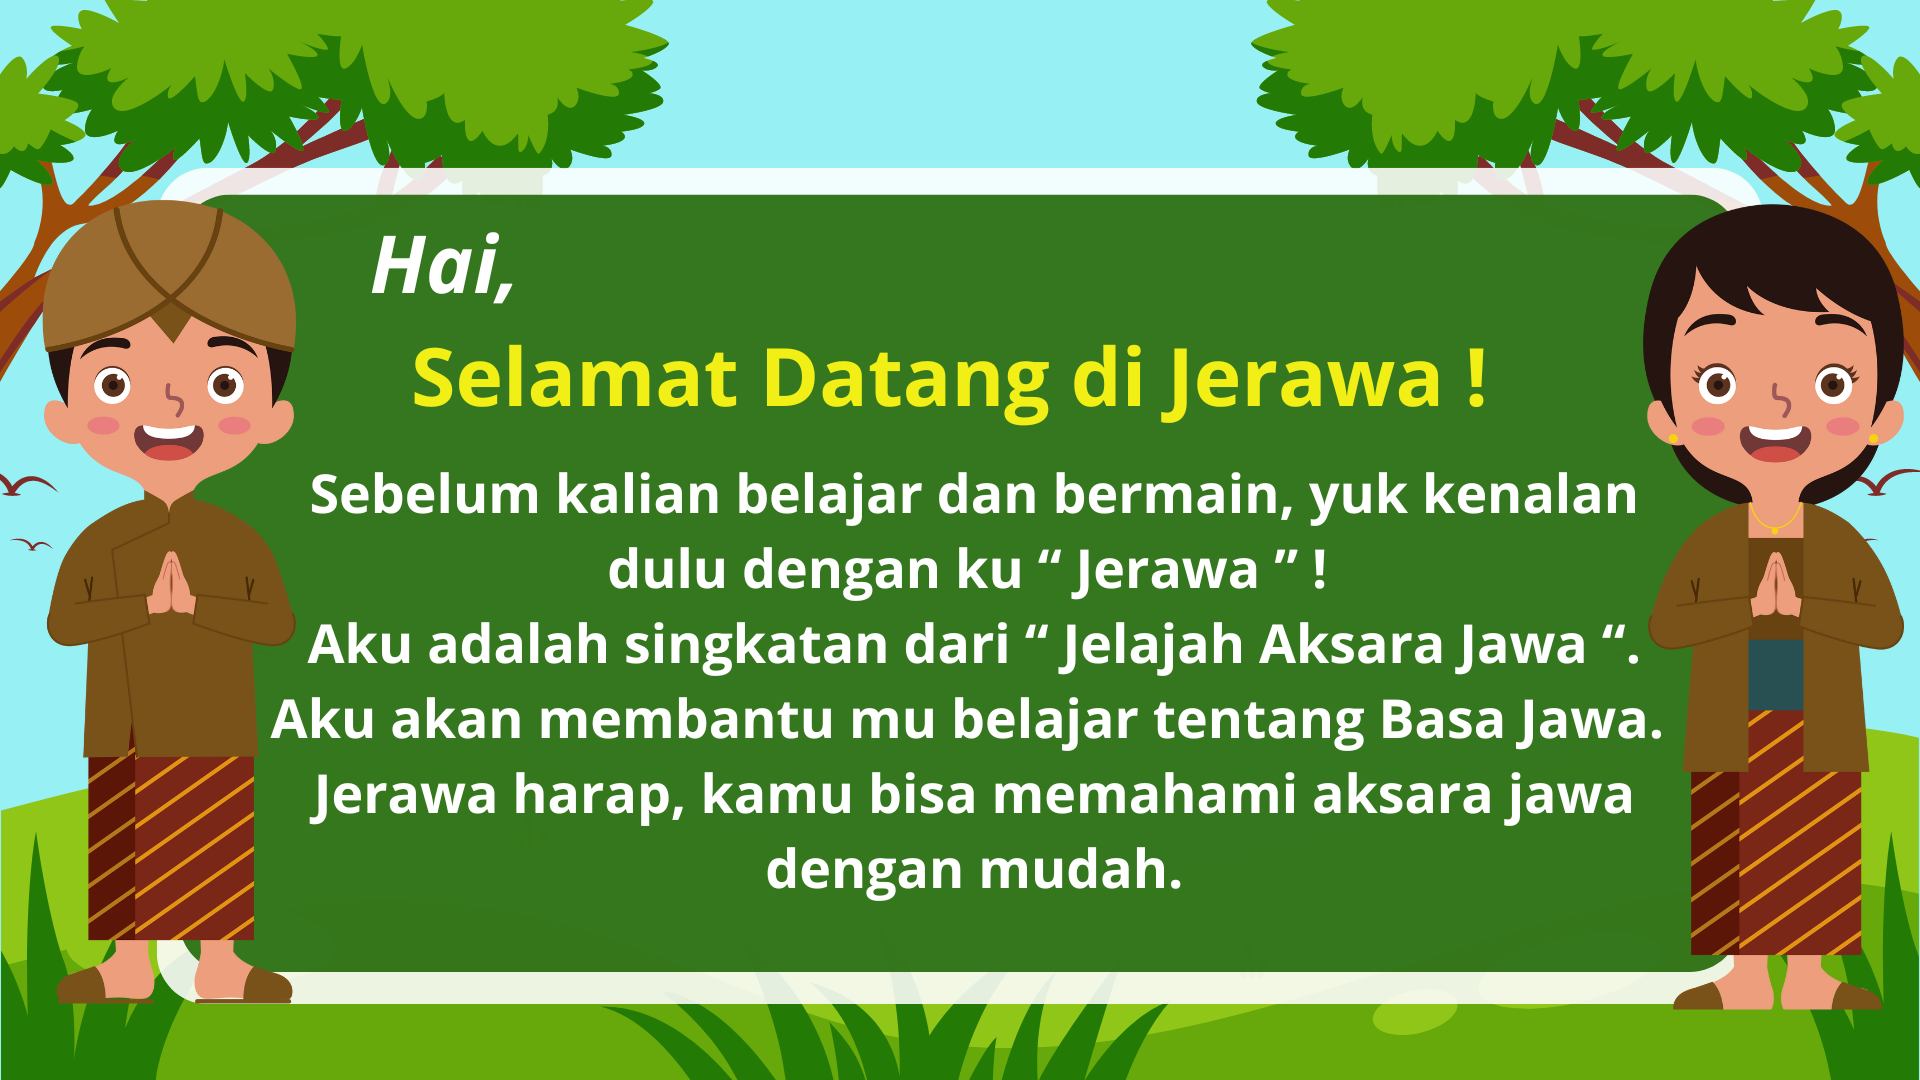 Hai,
Selamat Datang di Jerawa !
Sebelum kalian belajar dan bermain, yuk kenalan
dulu dengan ku “ Jerawa ” !
Aku adalah singkatan dari “ Jelajah Aksara Jawa “.
Aku akan membantu mu belajar tentang Basa Jawa.
Jerawa harap, kamu bisa memahami aksara jawa
dengan mudah.